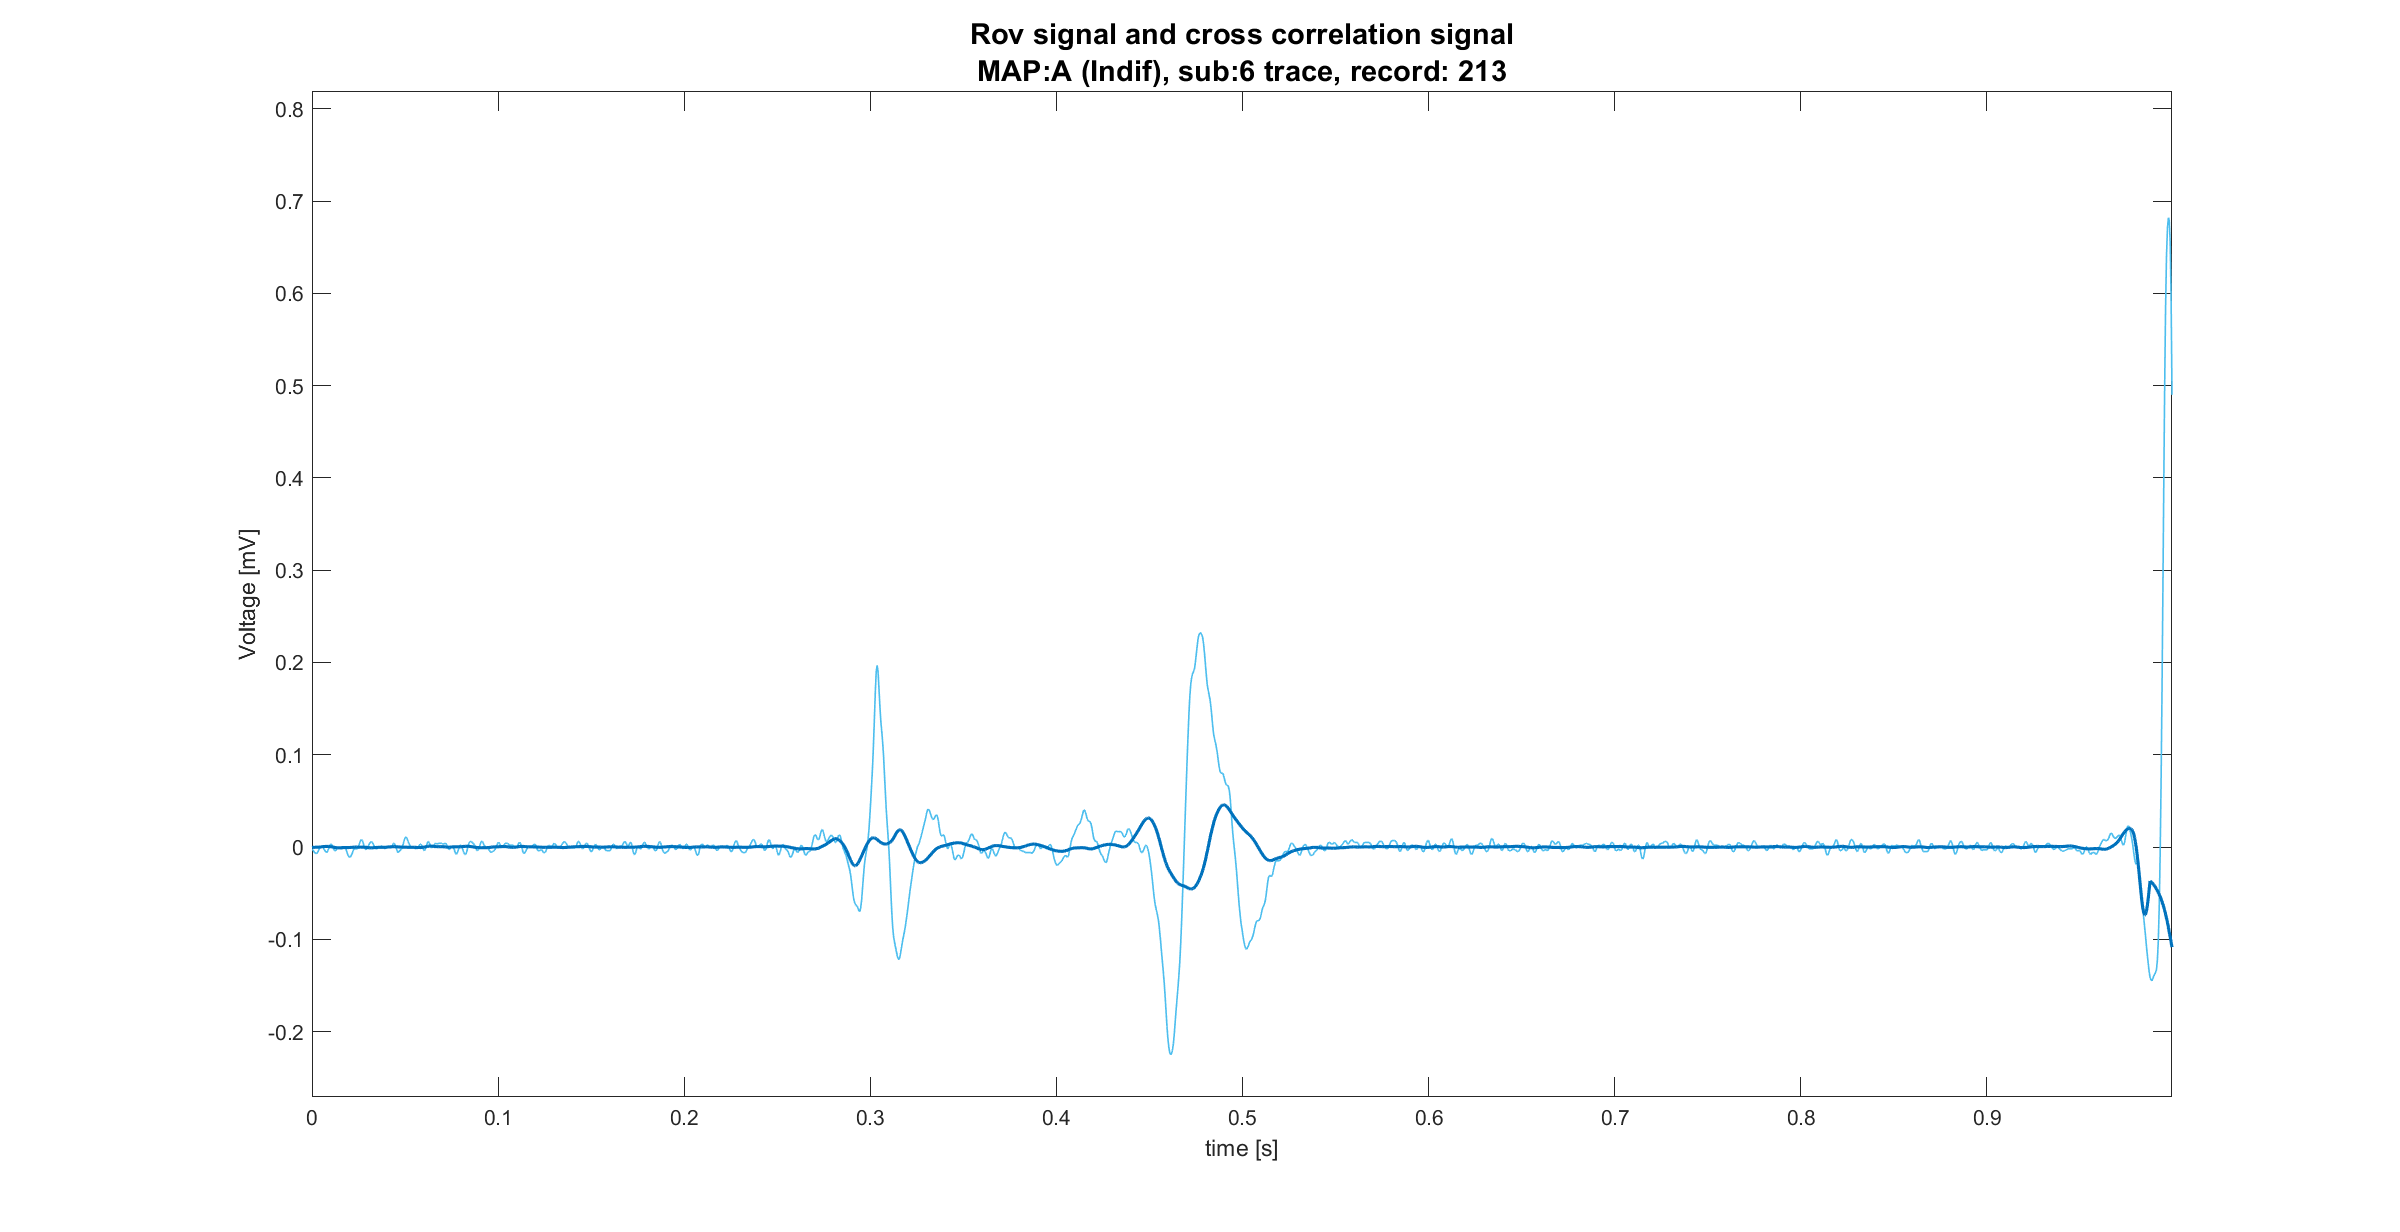 Rov signal and cross correlation signal
MAP:A (Indif), sub:6 trace, record: 213
0.8
0.7
0.6
0.5
0.4
0.3
0.2
0.1
0
-0.1
-0.2
Voltage [mV]
0 0.1 0.2 0.3 0.4 0.5 0.6 0.7 0.8 0.9
time [s]